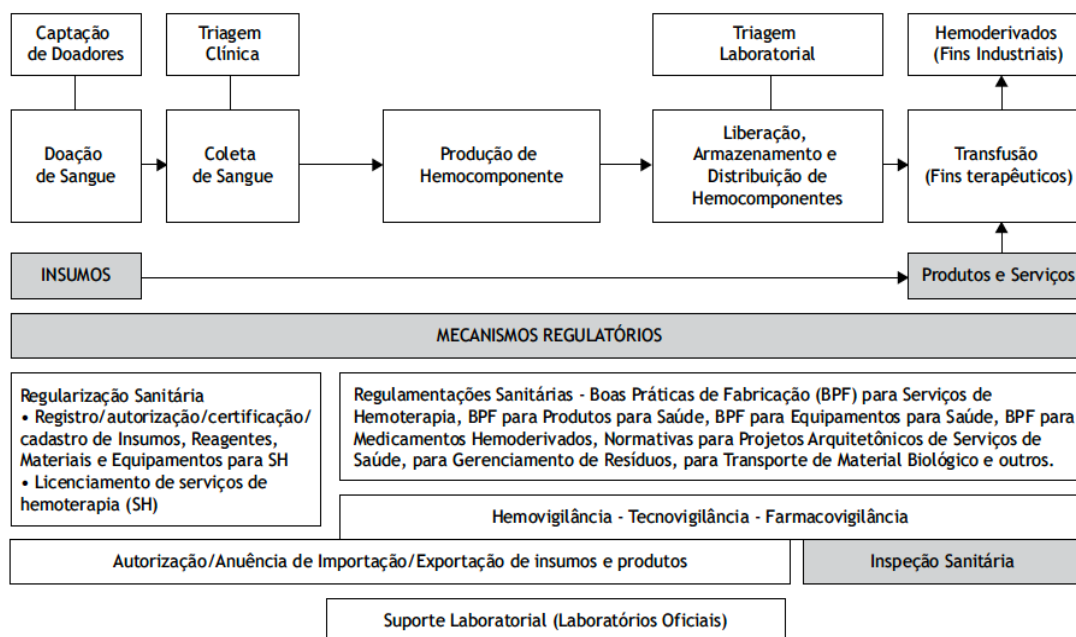 Captação
de Doadores
Triagem
Clínica
Triagem
Laboratorial
Hemoderivados
(Fins Industriais)
Doação
de Sangue
Coleta
de Sangue
Produção de
Hemocomponente
Liberação,
Armazenamento e
Distribuição de
Hemocomponentes
Transfusão
(Fins terapêuticos)
INSUMOS
Produtos e Serviços
MECANISMOS REGULATÓRIOS
Regularização Sanitária
• Registro/autorização/certificação/
cadastro de Insumos, Reagentes,
Materiais e Equipamentos para SH
• Licenciamento de serviços de
hemoterapia (SH)
Regulamentações Sanitárias - Boas Práticas de Fabricação (BPF) para Serviços de
Hemoterapia, BPF para Produtos para Saúde, BPF para Equipamentos para Saúde, BPF para
Medicamentos Hemoderivados, Normativas para Projetos Arquitetônicos de Serviços de
Saúde, para Gerenciamento de Resíduos, para Transporte de Material Biológico e outros.
Hemovigilância - Tecnovigilância - Farmacovigilância
Autorização/Anuência de Importação/Exportação de insumos e produtos
Inspeção Sanitária
Suporte Laboratorial (Laboratórios Oficiais)